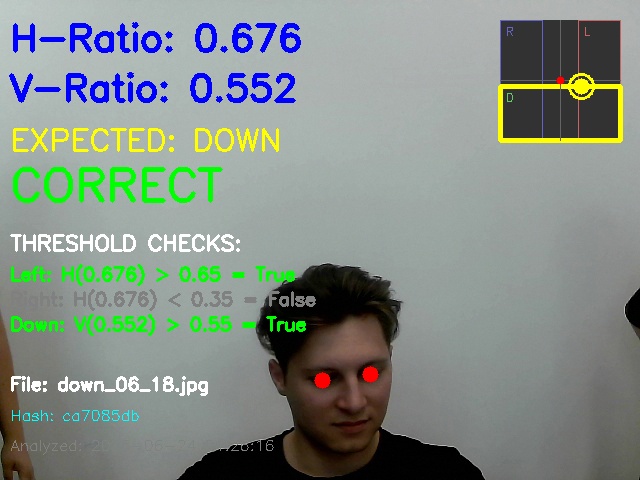 H-Ratio: 0.676
V-Ratio: 0.552
EXPECTED: DOWN
CORRECT
R
L
D
THRESHOLD CHECKS:
Left: H(0.676) > 0.65 = True
Right: H(0.676) < 0.35 = False
Down: V(0.552) > 0.55 = True
File: down_06_18.jpg
Hash: ca7085db
Analyzed: